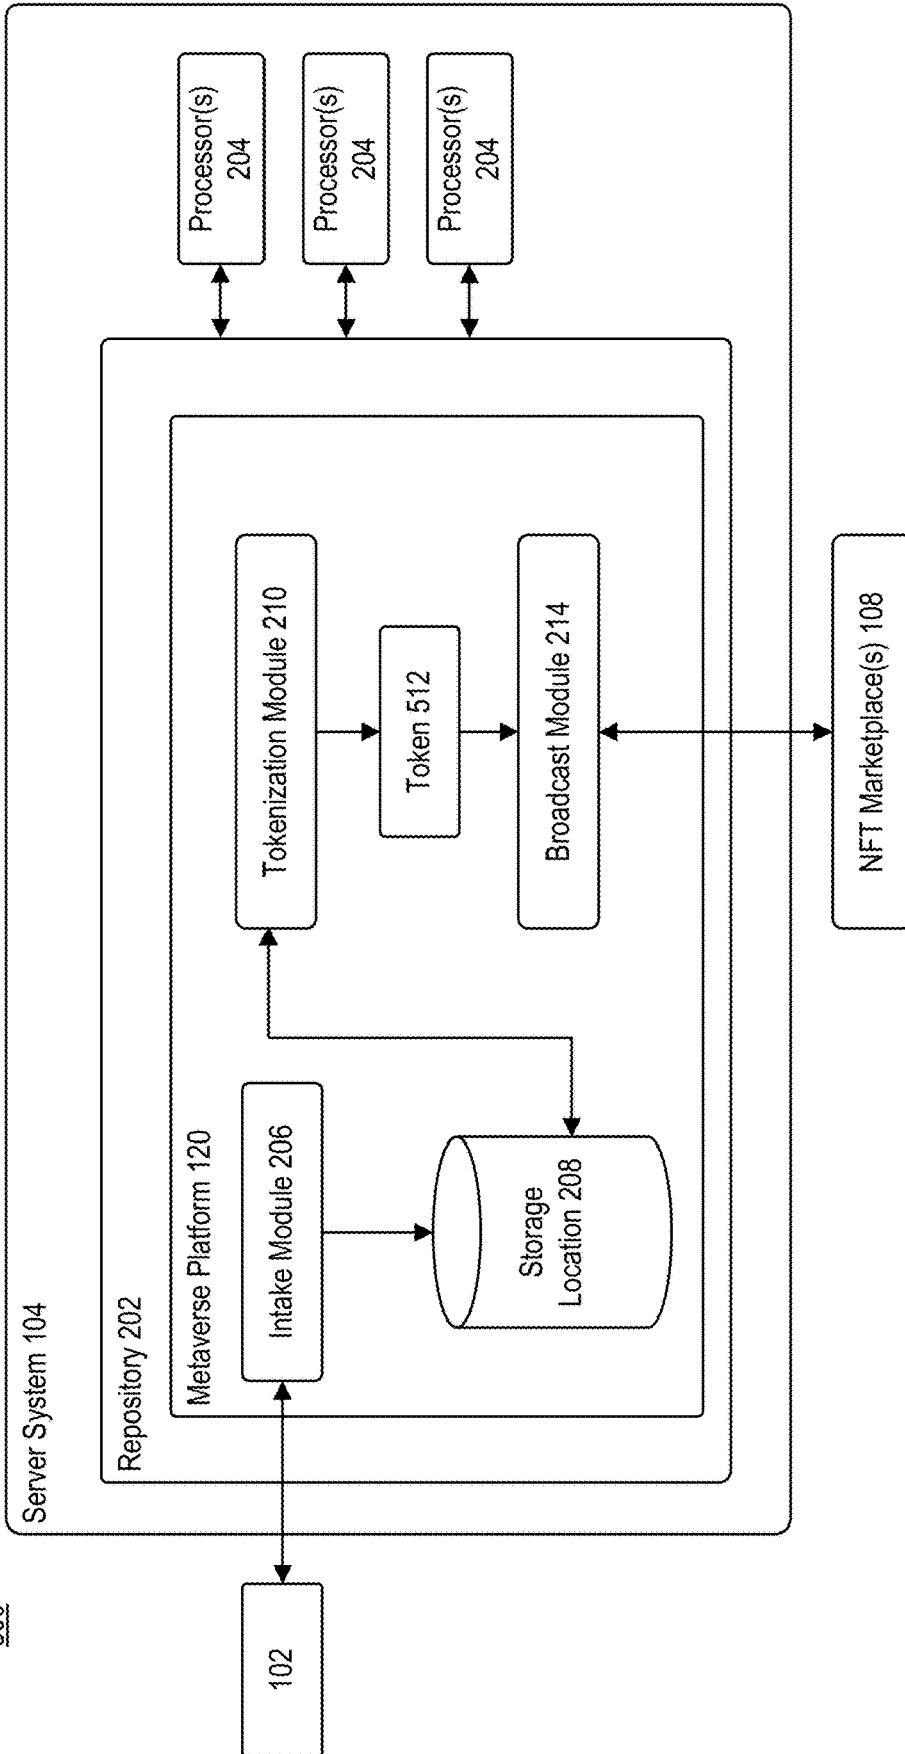 Server System 104
Repository 202
Metaverse Platform 120
102
Intake Module 206
Storage
Location 208
Tokenization Module 210
Token 512
Broadcast Module 214
NFT Marketplace(s) 108
Processor(s)
204
Processor(s)
204
Processor(s)
204